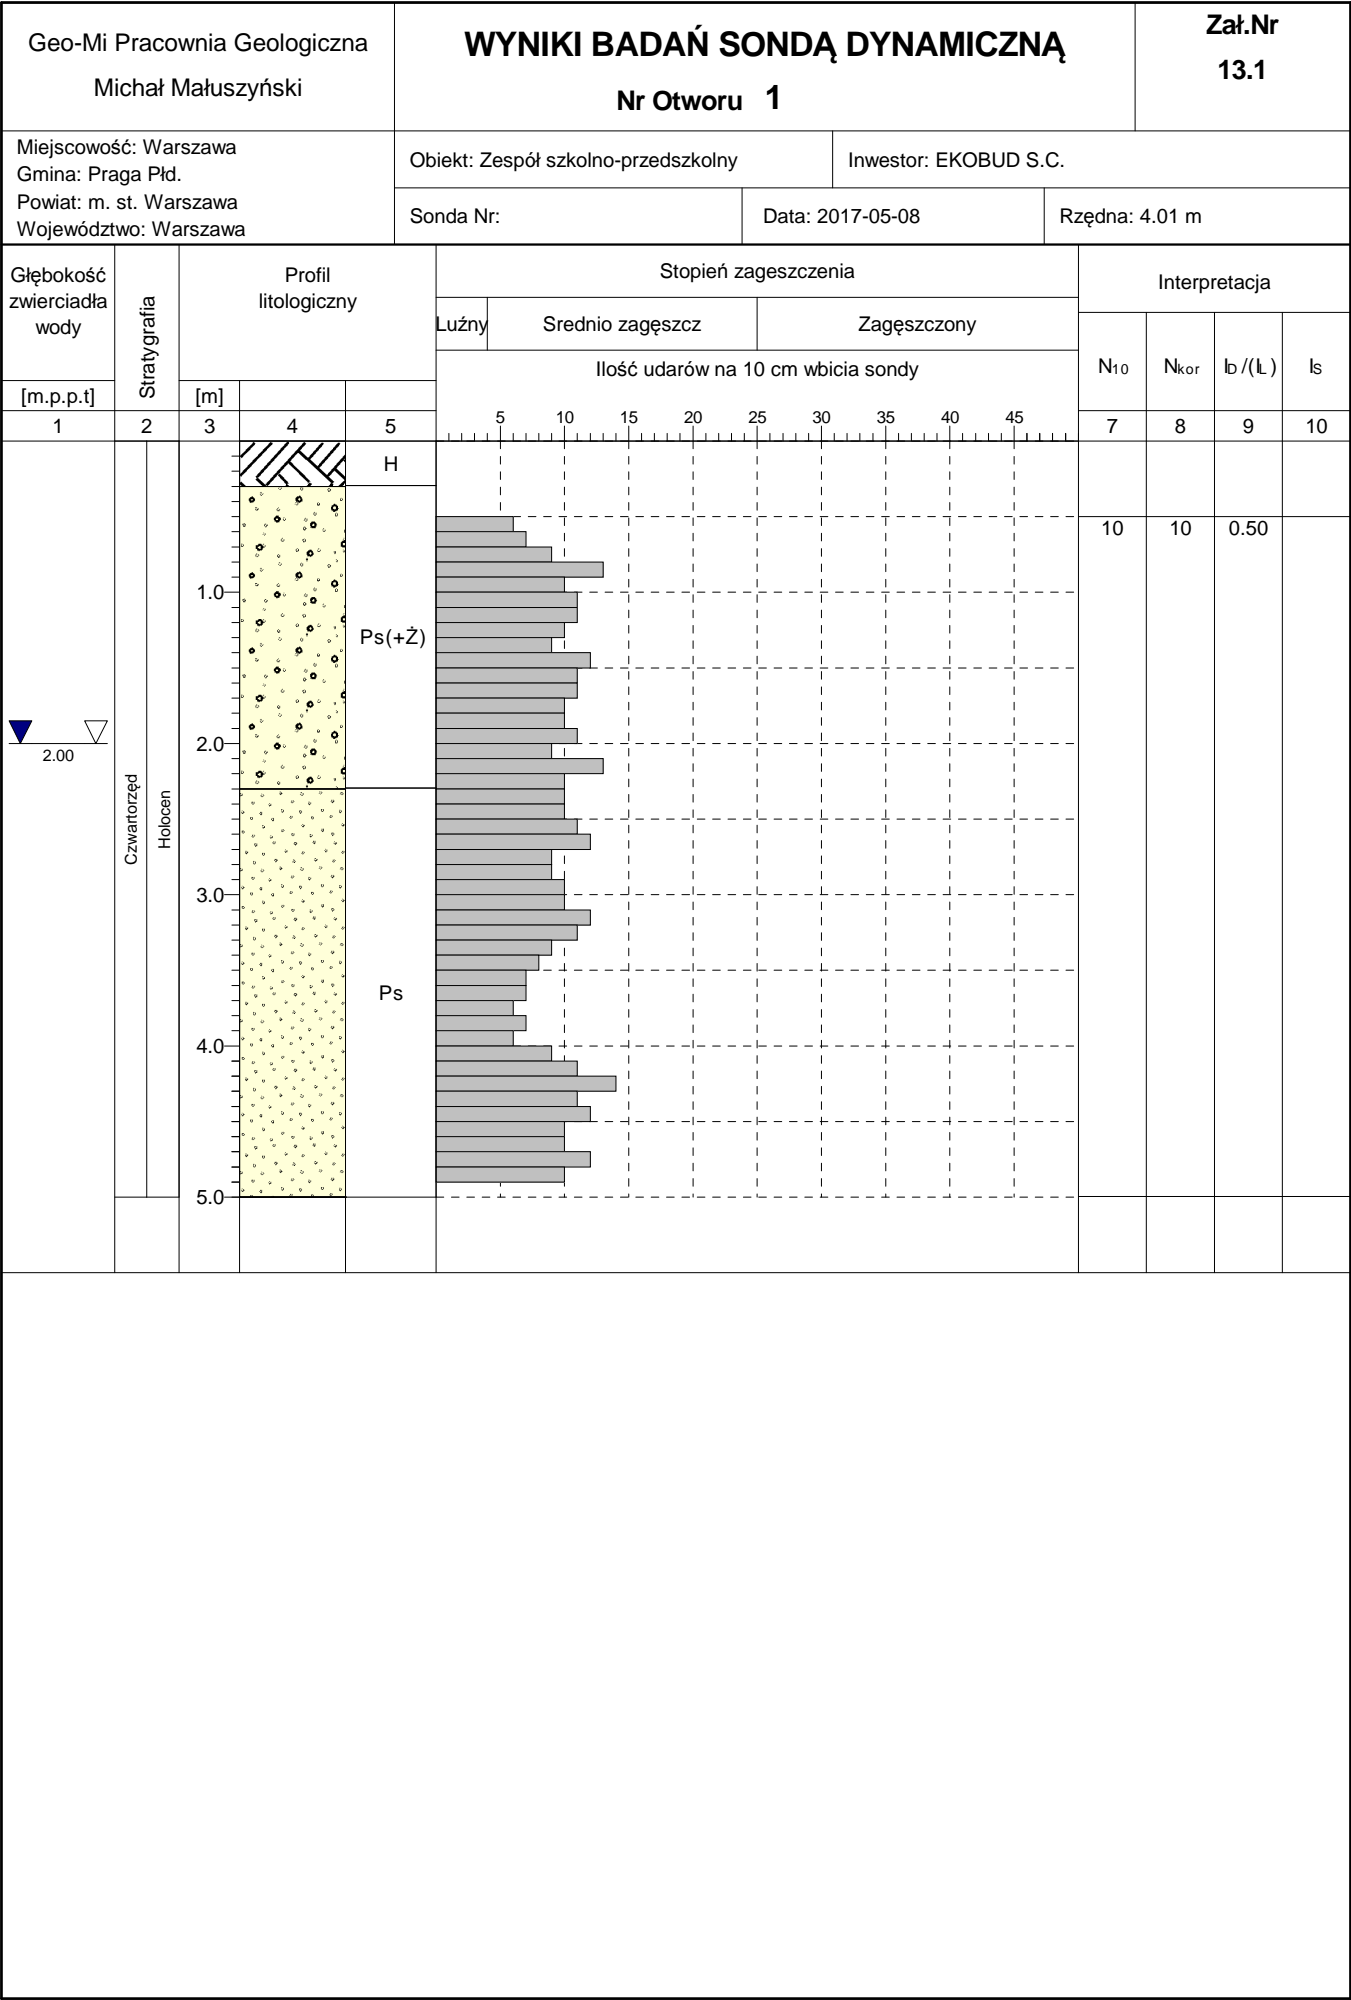 Geo-Mi Pracownia Geologiczna
Michał Małuszyński
WYNIKI BADAŃ SONDĄ DYNAMICZNĄ
Nr Otworu 1
Zał.Nr
13.1
Miejscowość: Warszawa
Gmina: Praga Płd.
Powiat: m. st. Warszawa
Województwo: Warszawa
Obiekt: Zespół szkolno-przedszkolny
Inwestor: EKOBUD S.C.
Sonda Nr:
Data: 2017-05-08
Rzędna: 4.01 m
Głębokość
zwierciadła
wody
[m.p.p.t]
Stratygrafia
Profil
litologiczny
[m]
Stopień zageszczenia
Luźny
Srednio zagęszcz
Zagęszczony
Ilość udarów na 10 cm wbicia sondy
5 10 15 20 25 30 35 40 45
Interpretacja
N10 Nkor ID/(IL) IS
1 2 3 4 5 7 8 9 10
H
10 10 0.50
1.0
Ps(+Ż)
2.0
2.00
Czwartorzęd
Holocen
3.0
Ps
4.0
5.0